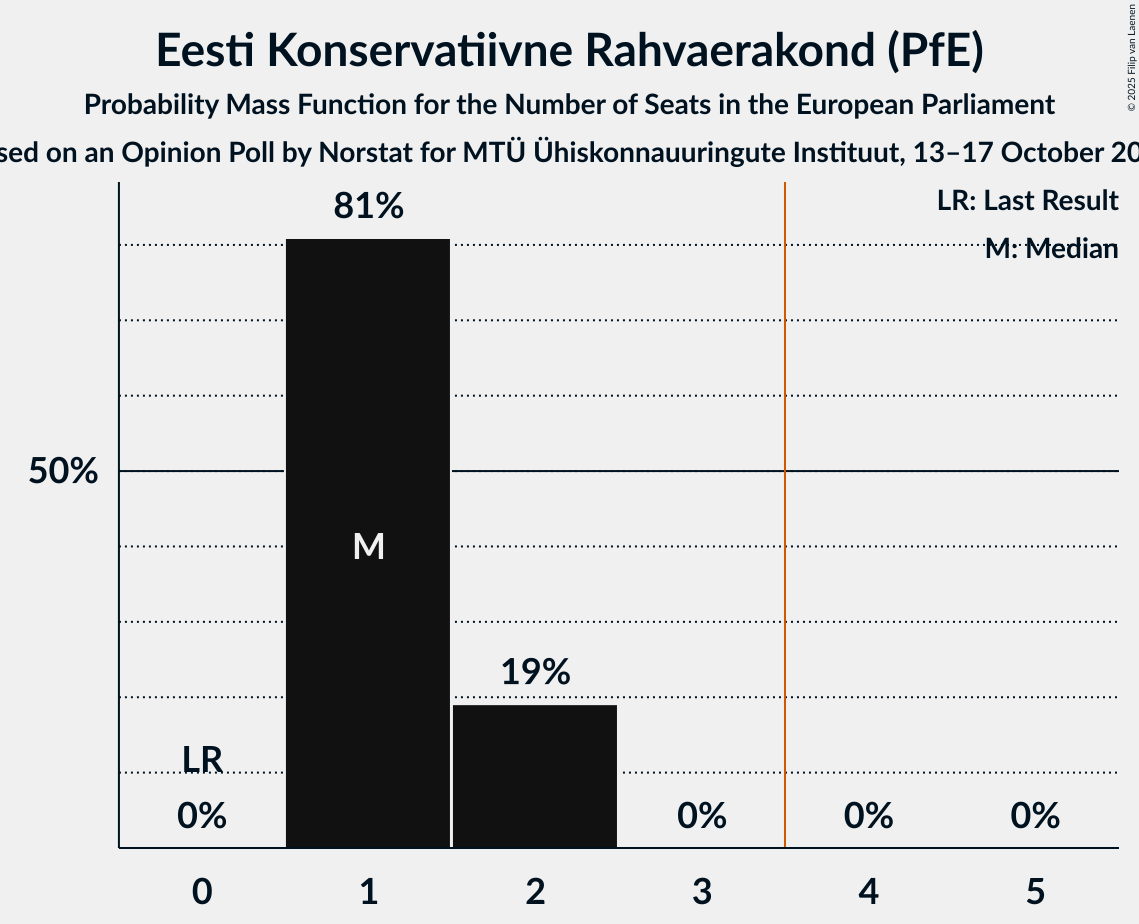 Eesti Konservatiivne Rahvaerakond (PfE)
Probability Mass Function for the Number of Seats in the European Parliament
on an Opinion Poll by Norstat for MTÜ Ühiskonnauuringute Instituut, 13–17 October
© 2025 Filip van Laenen
LR: Last Result
M: Median
81%
50%
M
19%
LR
0%
0%
0%
0%
0 1 2 3 4 5